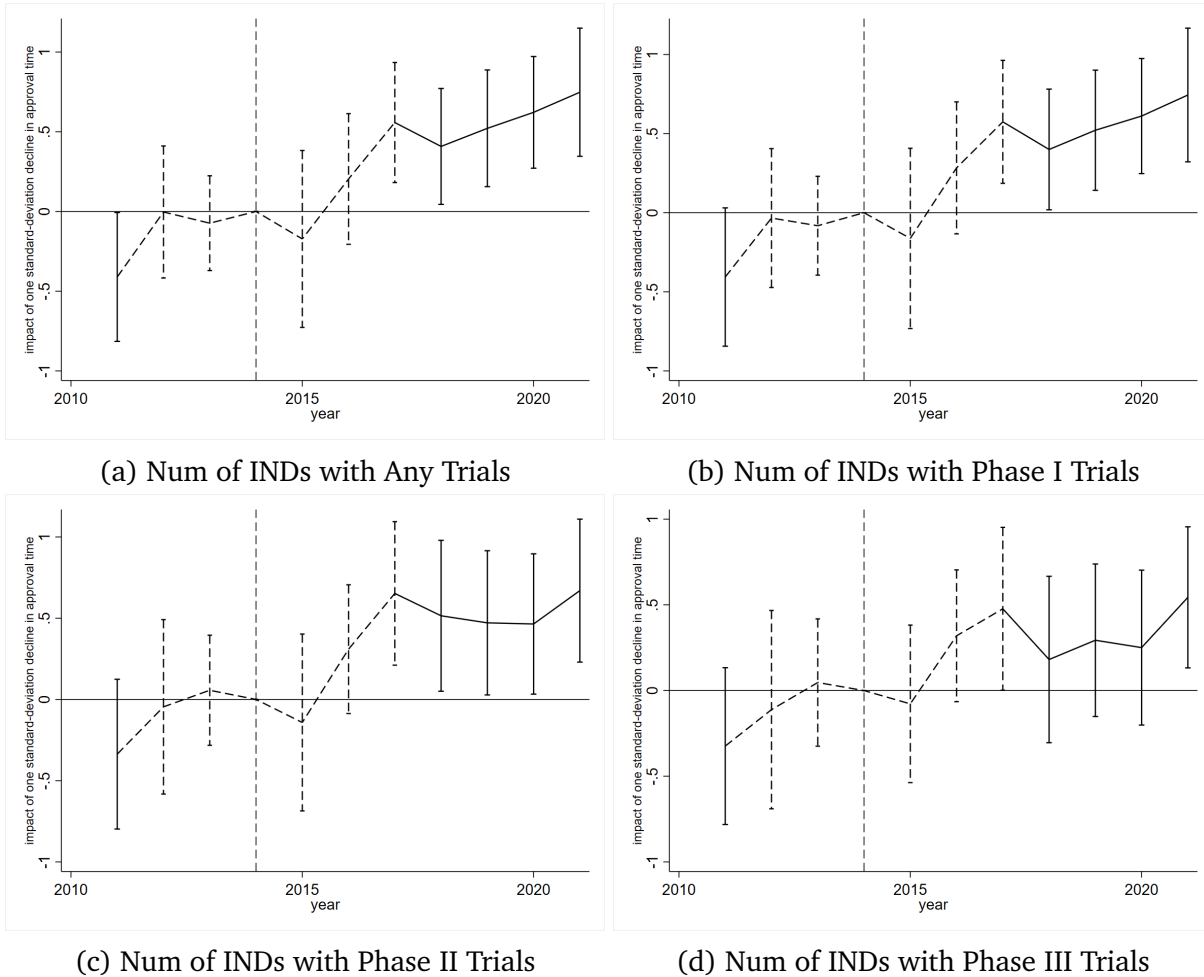 impact of one standard-deviation decline in approval time
1
.5
0
-.5
-1
2010
2015
2020
year
(a) Num of INDs with Any Trials
impact of one standard-deviation decline in approval time
1
.5
0
-.5
-1
2010
2015
2020
year
(b) Num of INDs with Phase I Trials
impact of one standard-deviation decline in approval time
1
.5
0
-.5
-1
2010
2015
2020
year
(c) Num of INDs with Phase II Trials
impact of one standard-deviation decline in approval time
1
.5
0
-.5
-1
2010
2015
2020
year
(d) Num of INDs with Phase III Trials